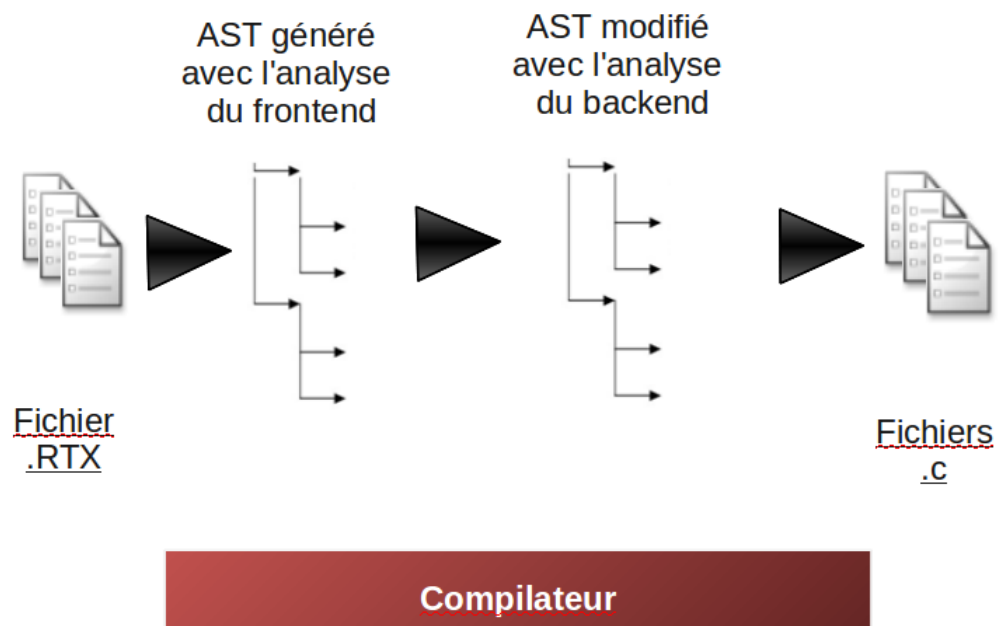 AST généré
avec l'analyse
du frontend
AST modifié
avec l'analyse
du backend
Fichier
.RTX
Fichiers
.c
Compilateur